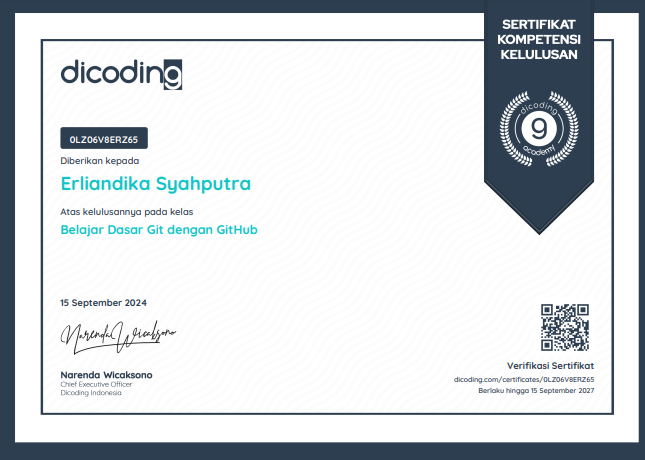 SERTIFIKAT
KOMPETENSI
KELULUSAN
dicoding
dicoding
9
academy
0LZ06V8ERZ65
Diberikan kepada
Erliandika Syahputra
Atas kelulusannya pada kelas
Belajar Dasar Git dengan GitHub
15 September 2024
Narenda Wicaksono
Narenda Wicaksono
Chief Executive Officer
Dicoding Indonesia
Verifikasi Sertifikat
dicoding.com/certificates/0LZ06V8ERZ65
Berlaku hingga 15 September 2027